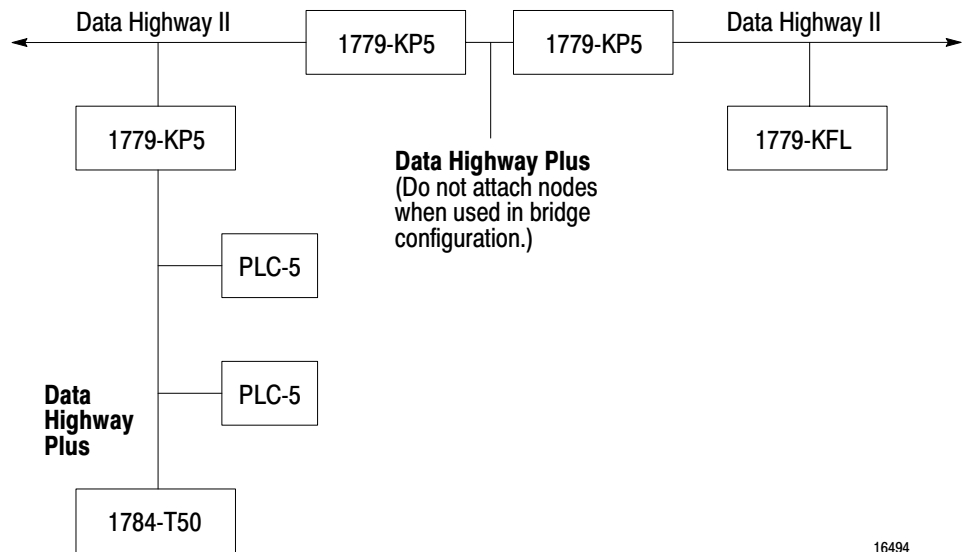 Data Highway II
1779-KP5
1779-KP5
Data Highway II
1779-KP5
1779-KFL
Data Highway Plus
(Do not attach nodes
when used in bridge
configuration.)
PLC-5
PLC-5
Data
Highway
Plus
1784-T50
16494